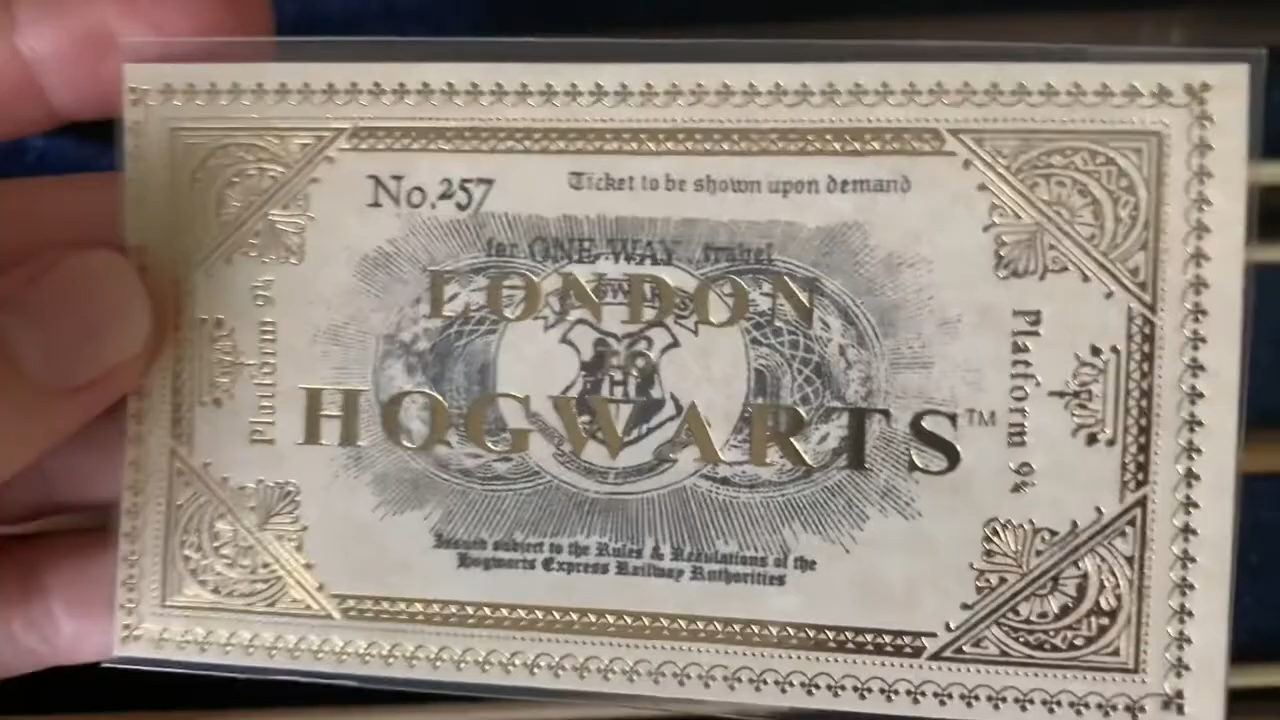 No.257
Ticket to be shown upon demand
for ONE WAY travel
LONDON
HOGWARTS
HOGWARTS™
Platform 9¾
Platform 9¾
Issued subject to the Rules & Regulations of the
Hogwarts Express Railway Authorities